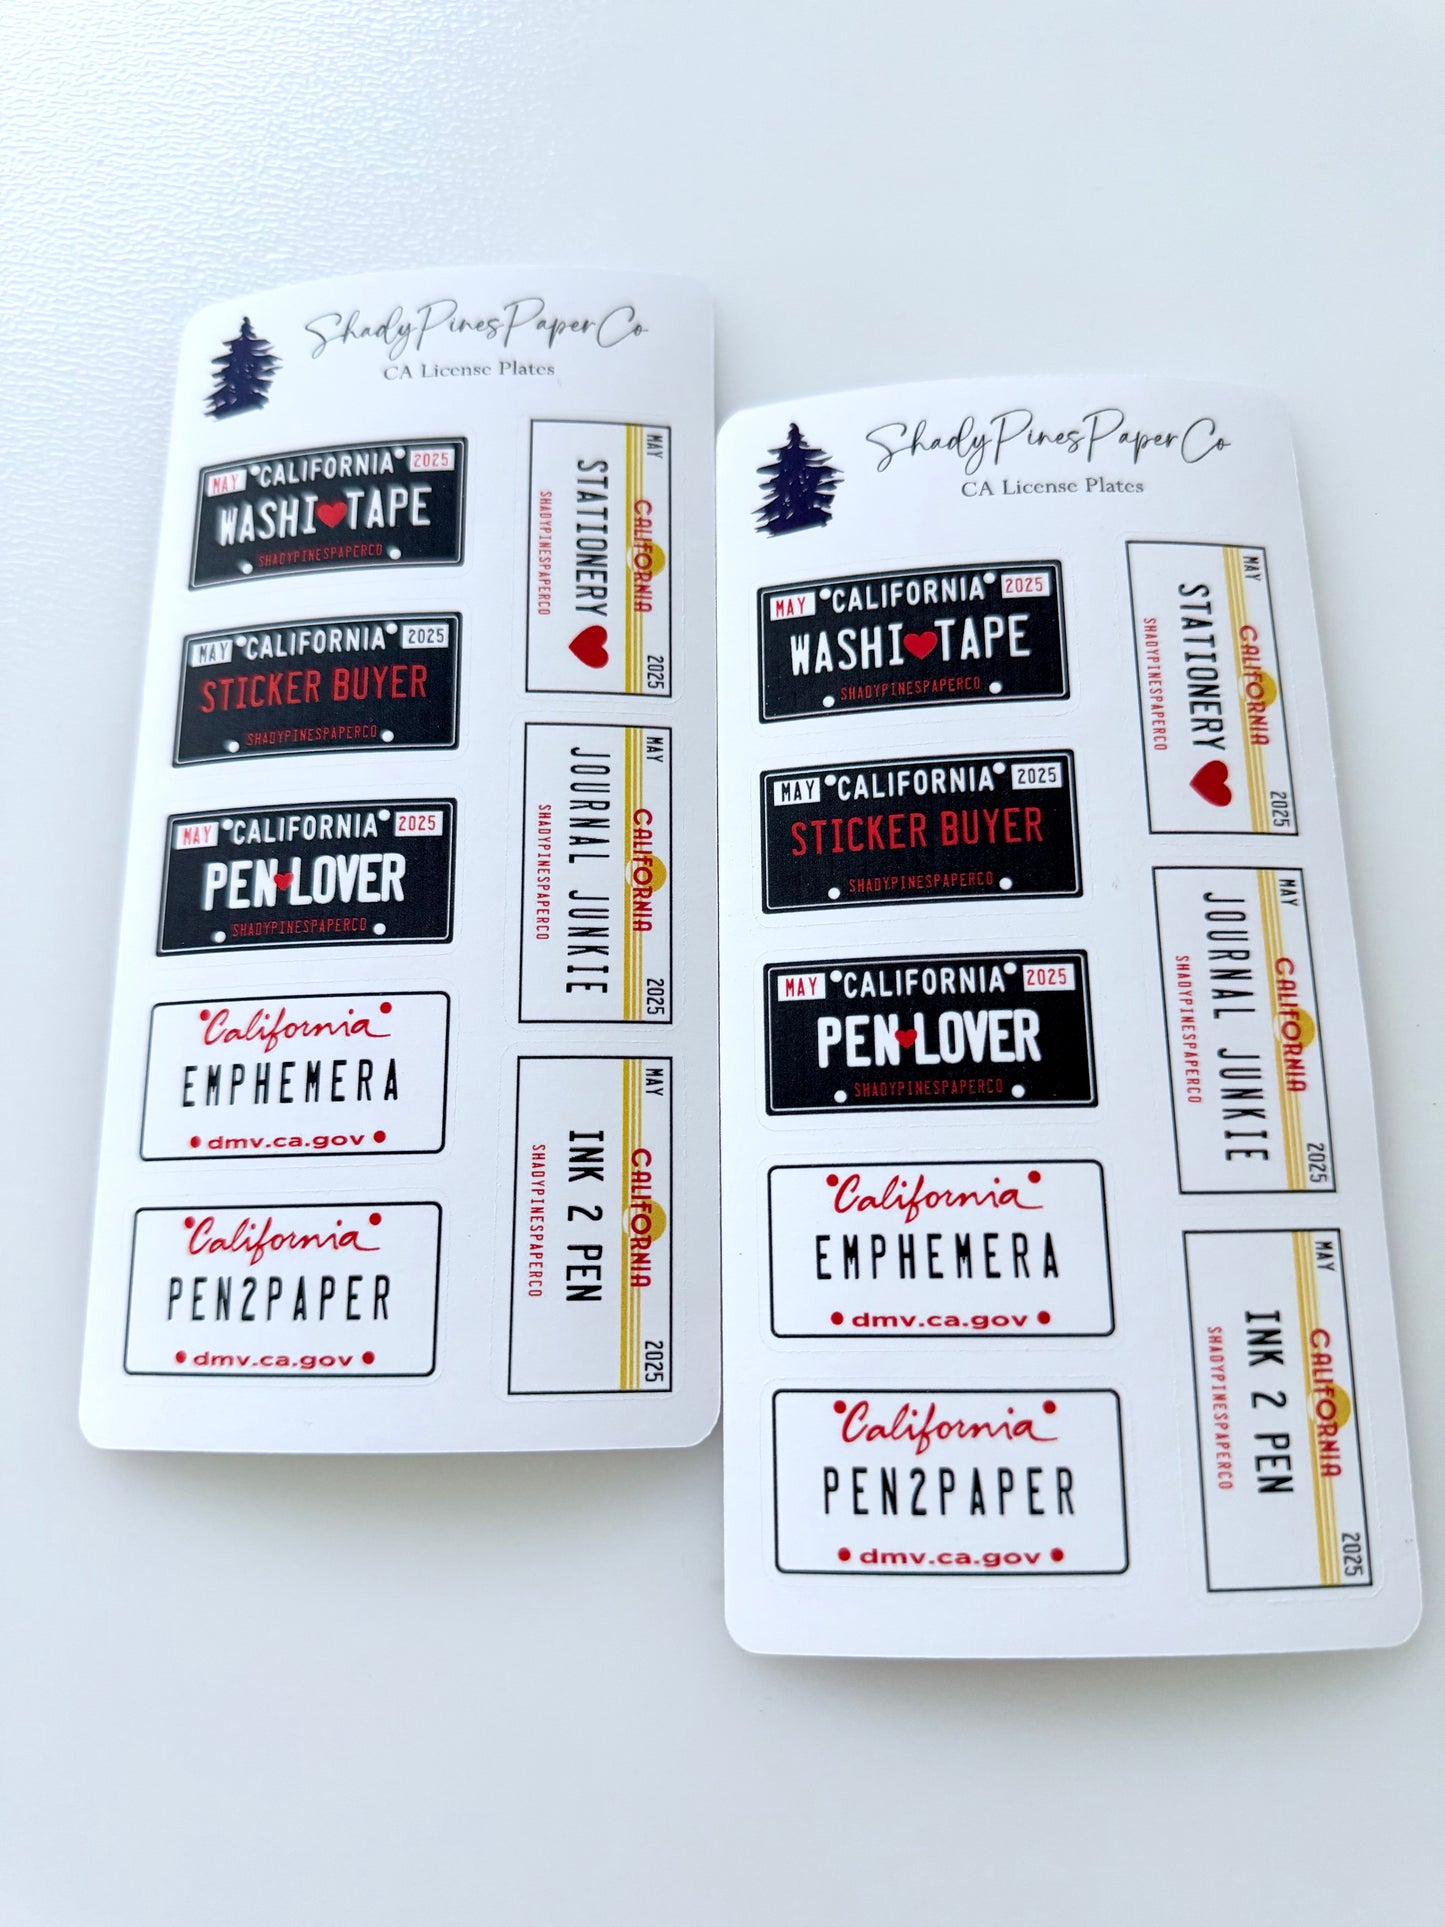 ShadyPinesPaperCo
CA License Plates
MAY CALIFORNIA 2025
WASHI TAPE
SHADYPINESPAPERCO
MAY CALIFORNIA 2025
STICKER BUYER
SHADYPINESPAPERCO
MAY CALIFORNIA 2025
PEN LOVER
SHADYPINESPAPERCO
California
EMPHEMERA
dmv.ca.gov
California
PEN2PAPER
dmv.ca.gov
MAY CALIFORNIA 2025
STATIONERY
SHADYPINESPAPERCO
MAY CALIFORNIA 2025
JOURNAL JUNKIE
SHADYPINESPAPERCO
MAY CALIFORNIA 2025
INK 2 PEN
SHADYPINESPAPERCO
ShadyPinesPaperCo
CA License Plates
MAY CALIFORNIA 2025
WASHI TAPE
SHADYPINESPAPERCO
MAY CALIFORNIA 2025
STICKER BUYER
SHADYPINESPAPERCO
MAY CALIFORNIA 2025
PEN LOVER
SHADYPINESPAPERCO
California
EMPHEMERA
dmv.ca.gov
California
PEN2PAPER
dmv.ca.gov
MAY CALIFORNIA 2025
STATIONERY
SHADYPINESPAPERCO
MAY CALIFORNIA 2025
JOURNAL JUNKIE
SHADYPINESPAPERCO
MAY CALIFORNIA 2025
INK 2 PEN
SHADYPINESPAPERCO